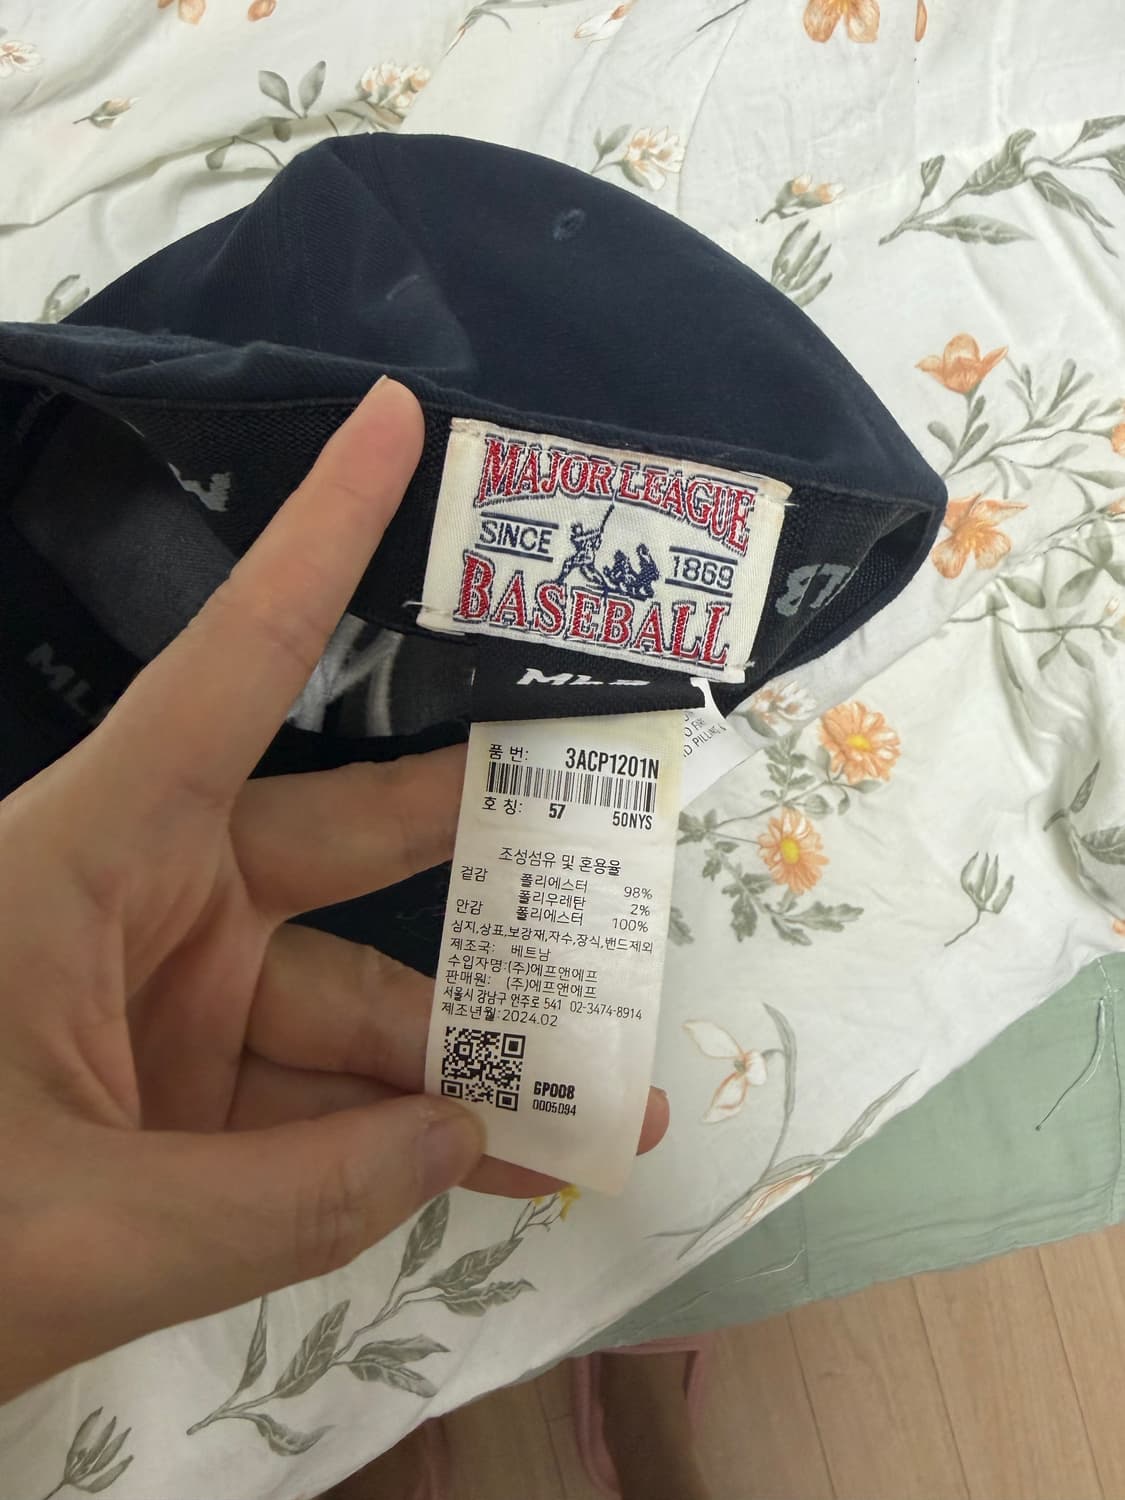 MAJOR LEAGUE
SINCE 1869
BASEBALL
MLB
품 번: 3ACP1201N
호 칭: 57 50NYS
조성섬유 및 혼용율
겉감 폴리에스터 98%
폴리우레탄 2%
안감 폴리에스터 100%
심지,상표,보강재,자수,장식,밴드제외
제조국: 베트남
수입자명:(주)에프앤에프
판매원: (주)에프앤에프
서울시 강남구 언주로 541 02-3474-8914
제조년월:2024.02
GP008
0005094